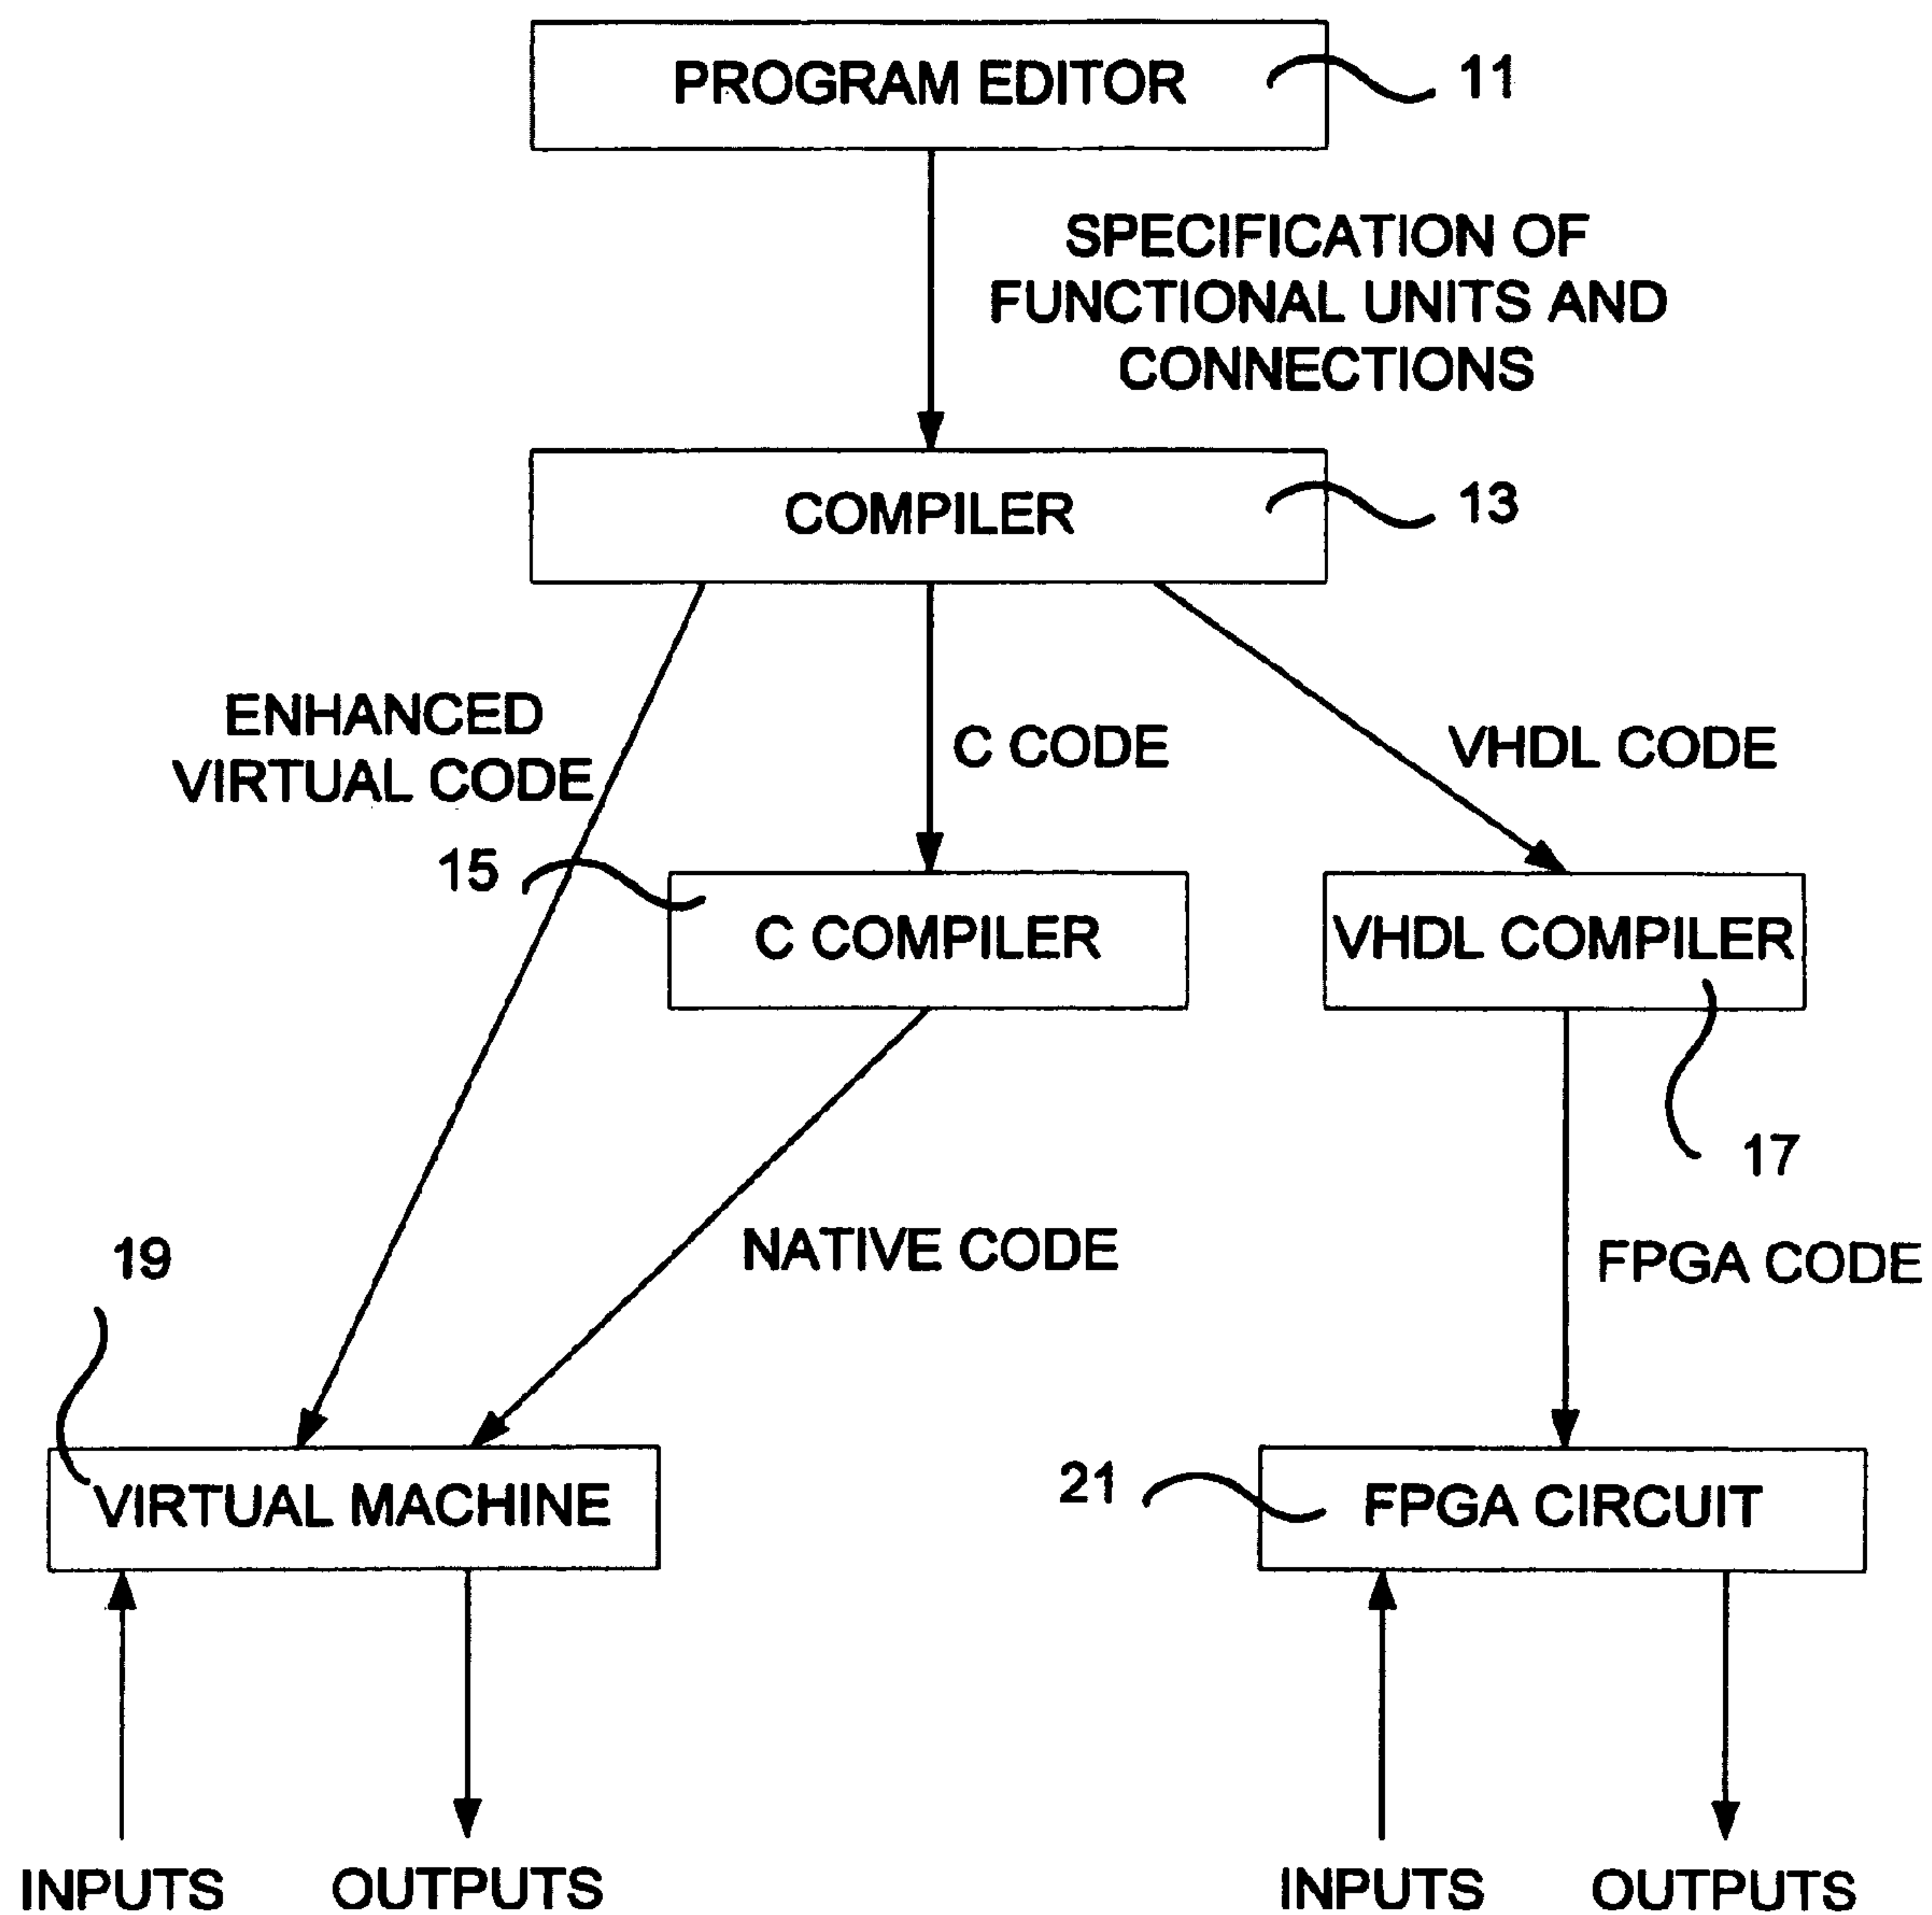 PROGRAM EDITOR
11
SPECIFICATION OF
FUNCTIONAL UNITS AND
CONNECTIONS
COMPILER
13
ENHANCED
VIRTUAL CODE
C CODE
VHDL CODE
15
C COMPILER
VHDL COMPILER
17
19
NATIVE CODE
FPGA CODE
VIRTUAL MACHINE
21
FPGA CIRCUIT
INPUTS
OUTPUTS
INPUTS
OUTPUTS